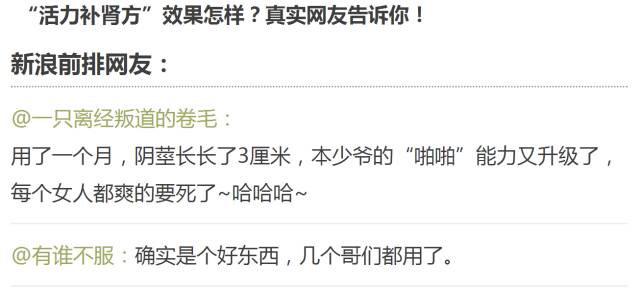 “活力补肾方”效果怎样？真实网友告诉你！
新浪前排网友：
@一只离经叛道的卷毛：
用了一个月，阴茎长长了3厘米，本少爷的“啪啪”能力又升级了，
每个女人都爽的要死了~哈哈哈~
@有谁不服：确实是个好东西，几个哥们都用了。